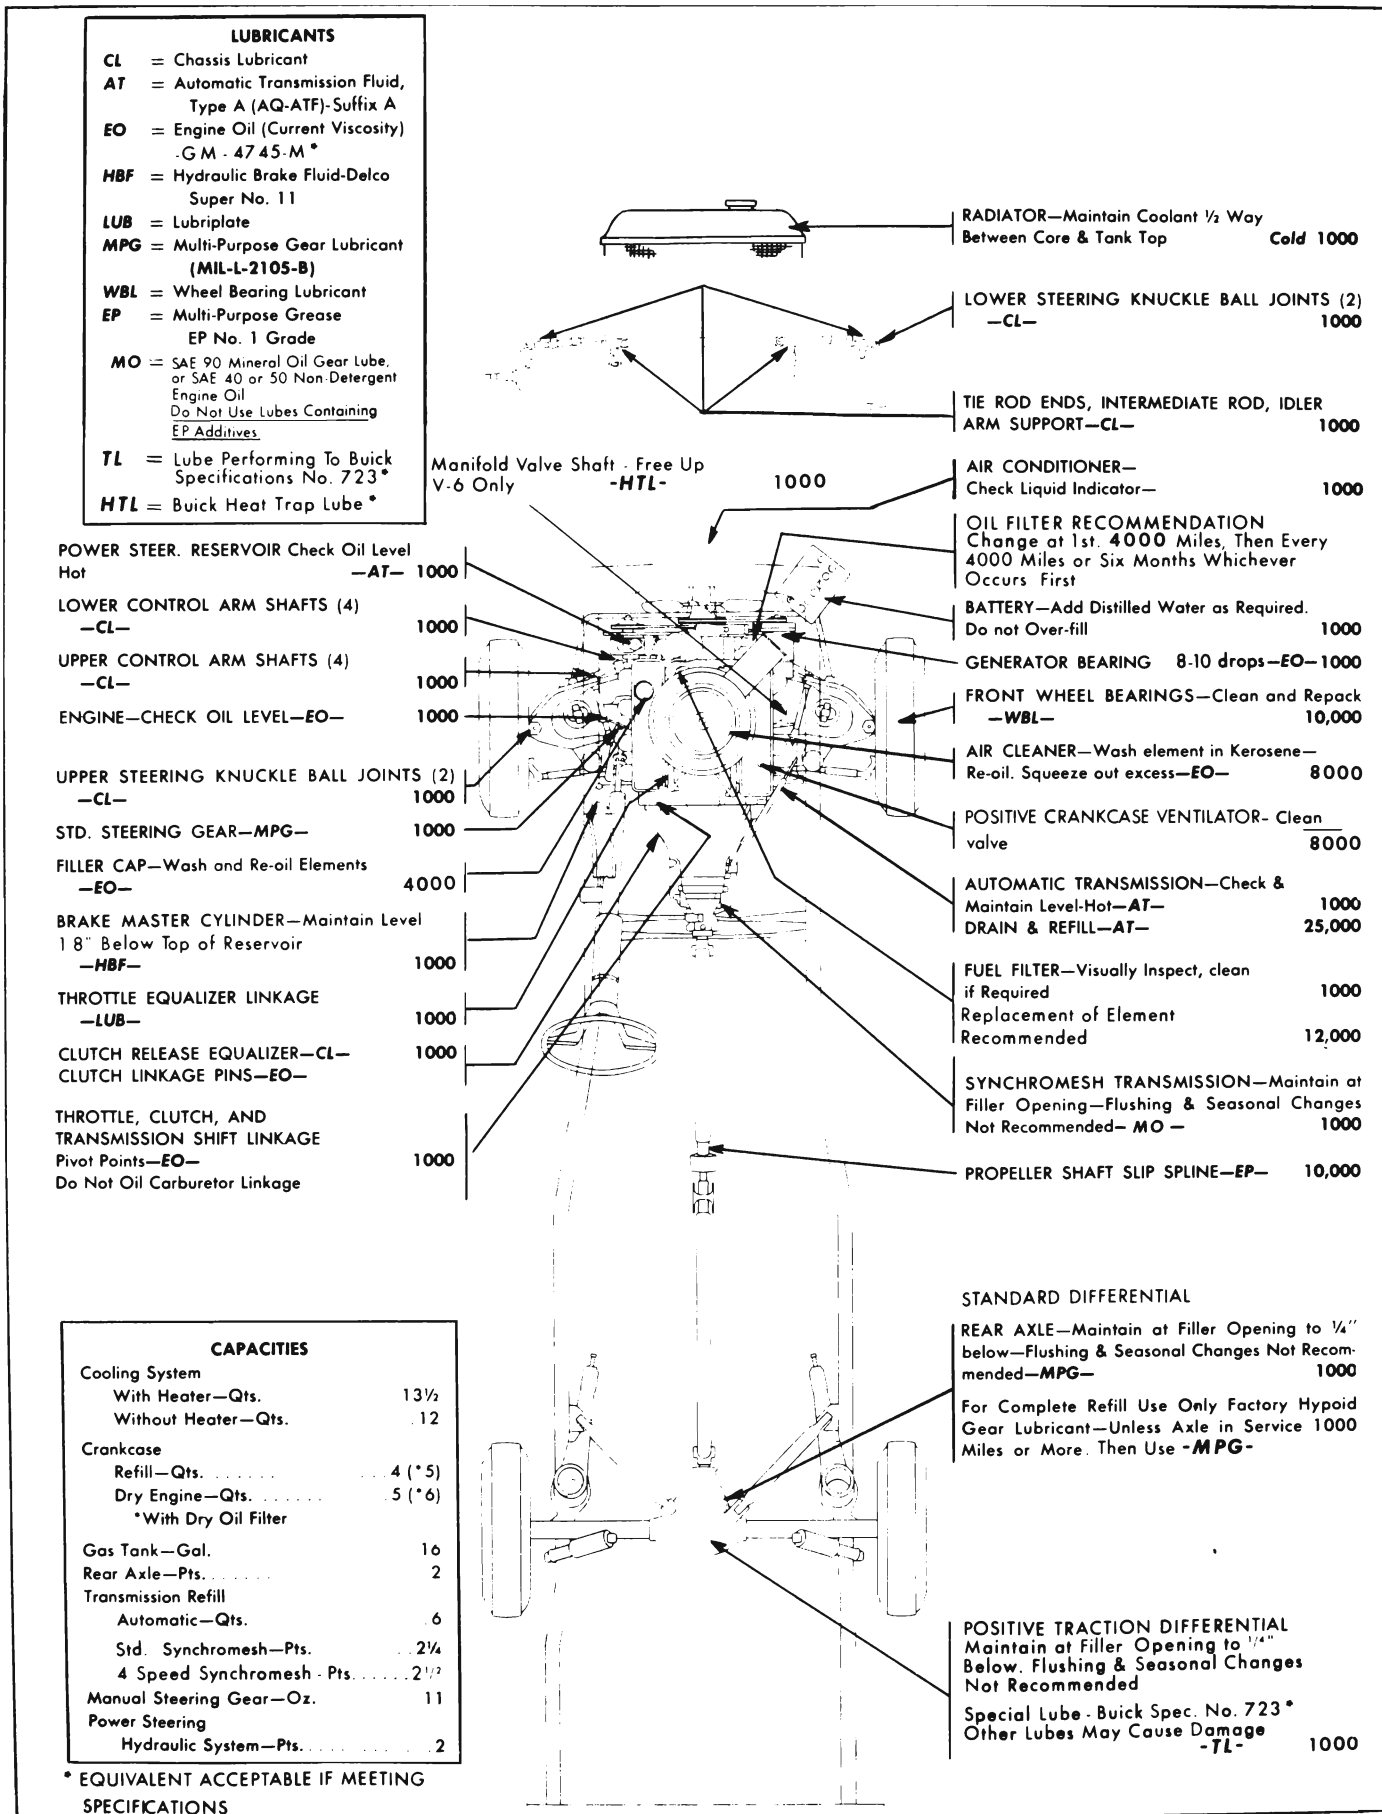 LUBRICANTS
CL = Chassis Lubricant
AT = Automatic Transmission Fluid,
Type A (AQ-ATF)-Suffix A
EO = Engine Oil (Current Viscosity)
-GM - 4745-M*
HBF = Hydraulic Brake Fluid-Delco
Super No. 11
LUB = Lubriplate
MPG = Multi-Purpose Gear Lubricant
(MIL-L-2105-B)
WBL = Wheel Bearing Lubricant
EP = Multi-Purpose Grease
EP No. 1 Grade
MO = SAE 90 Mineral Oil Gear Lube,
or SAE 40 or 50 Non-Detergent
Engine Oil
Do Not Use Lubes Containing
EP Additives
TL = Lube Performing To Buick
Specifications No. 723*
HTL = Buick Heat Trap Lube*
Manifold Valve Shaft - Free Up
V-6 Only -HTL- 1000
POWER STEER. RESERVOIR Check Oil Level
Hot —AT— 1000
LOWER CONTROL ARM SHAFTS (4)
—CL— 1000
UPPER CONTROL ARM SHAFTS (4)
—CL— 1000
ENGINE—CHECK OIL LEVEL—EO— 1000
UPPER STEERING KNUCKLE BALL JOINTS (2)
—CL— 1000
STD. STEERING GEAR—MPG— 1000
FILLER CAP—Wash and Re-oil Elements
—EO— 4000
BRAKE MASTER CYLINDER—Maintain Level
1 8" Below Top of Reservoir
—HBF— 1000
THROTTLE EQUALIZER LINKAGE
—LUB— 1000
CLUTCH RELEASE EQUALIZER—CL— 1000
CLUTCH LINKAGE PINS—EO—
THROTTLE, CLUTCH, AND
TRANSMISSION SHIFT LINKAGE
Pivot Points—EO— 1000
Do Not Oil Carburetor Linkage
RADIATOR—Maintain Coolant ½ Way
Between Core & Tank Top Cold 1000
LOWER STEERING KNUCKLE BALL JOINTS (2)
—CL— 1000
TIE ROD ENDS, INTERMEDIATE ROD, IDLER
ARM SUPPORT—CL— 1000
AIR CONDITIONER—
Check Liquid Indicator— 1000
OIL FILTER RECOMMENDATION
Change at 1st. 4000 Miles, Then Every
4000 Miles or Six Months Whichever
Occurs First
BATTERY—Add Distilled Water as Required.
Do not Over-fill 1000
GENERATOR BEARING 8-10 drops—EO—1000
FRONT WHEEL BEARINGS—Clean and Repack
—WBL— 10,000
AIR CLEANER—Wash element in Kerosene—
Re-oil. Squeeze out excess—EO— 8000
POSITIVE CRANKCASE VENTILATOR- Clean
valve 8000
AUTOMATIC TRANSMISSION—Check &
Maintain Level-Hot—AT— 1000
DRAIN & REFILL—AT— 25,000
FUEL FILTER—Visually Inspect, clean
if Required 1000
Replacement of Element
Recommended 12,000
SYNCHROMESH TRANSMISSION—Maintain at
Filler Opening—Flushing & Seasonal Changes
Not Recommended— MO — 1000
PROPELLER SHAFT SLIP SPLINE—EP— 10,000
STANDARD DIFFERENTIAL
REAR AXLE—Maintain at Filler Opening to ¼"
below—Flushing & Seasonal Changes Not Recom-
mended—MPG— 1000
For Complete Refill Use Only Factory Hypoid
Gear Lubricant—Unless Axle in Service 1000
Miles or More. Then Use -MPG-
POSITIVE TRACTION DIFFERENTIAL
Maintain at Filler Opening to ¼"
Below. Flushing & Seasonal Changes
Not Recommended
Special Lube - Buick Spec. No. 723*
Other Lubes May Cause Damage
-TL- 1000
CAPACITIES
Cooling System
With Heater—Qts. 13½
Without Heater—Qts. 12
Crankcase
Refill—Qts. 4 (*5)
Dry Engine—Qts. 5 (*6)
*With Dry Oil Filter
Gas Tank—Gal. 16
Rear Axle—Pts. 2
Transmission Refill
Automatic—Qts. 6
Std. Synchromesh—Pts. 2¼
4 Speed Synchromesh - Pts. 2½
Manual Steering Gear—Oz. 11
Power Steering
Hydraulic System—Pts. 2
* EQUIVALENT ACCEPTABLE IF MEETING
SPECIFICATIONS